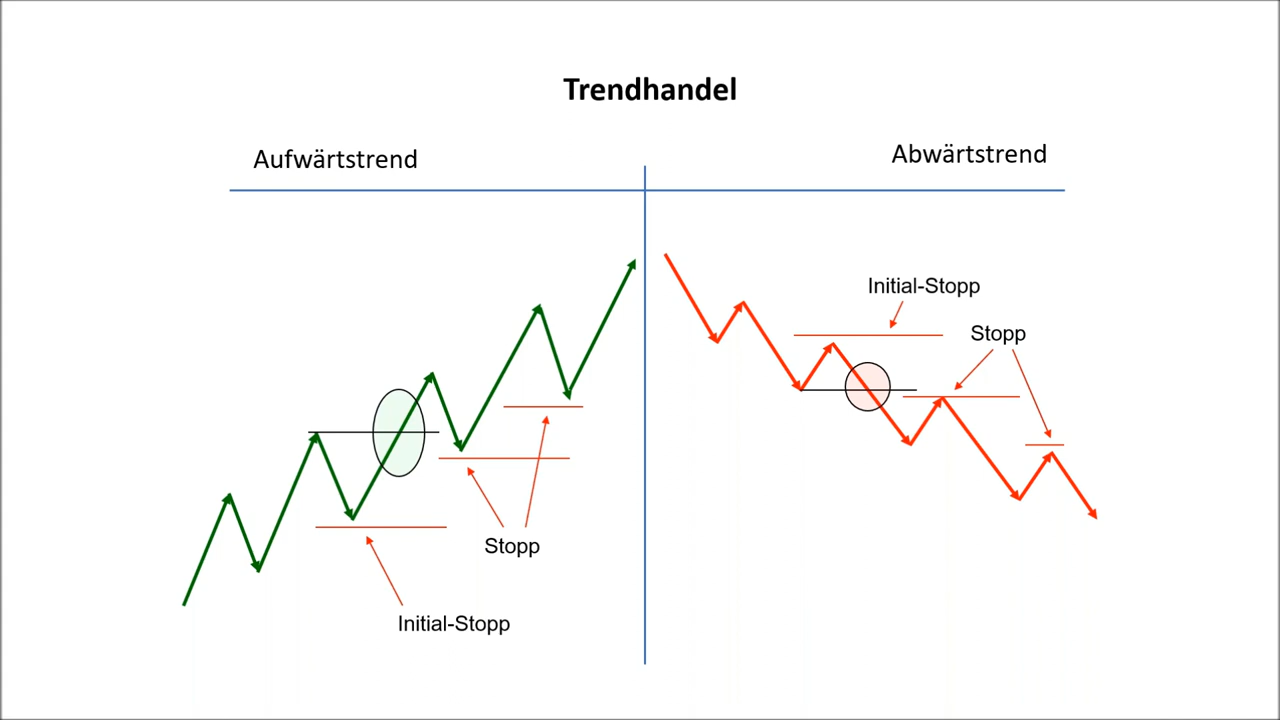 Trendhandel
Aufwärtstrend
Abwärtstrend
Initial-Stopp
Stopp
Stopp
Initial-Stopp